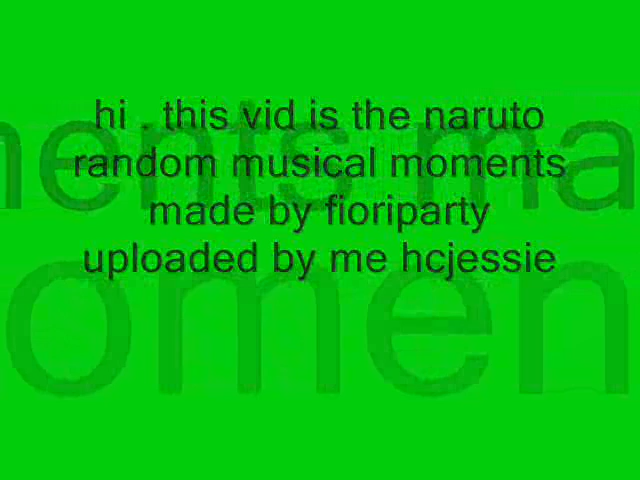 hi . this vid is the naruto
random musical moments
made by fioriparty
uploaded by me hcjessie